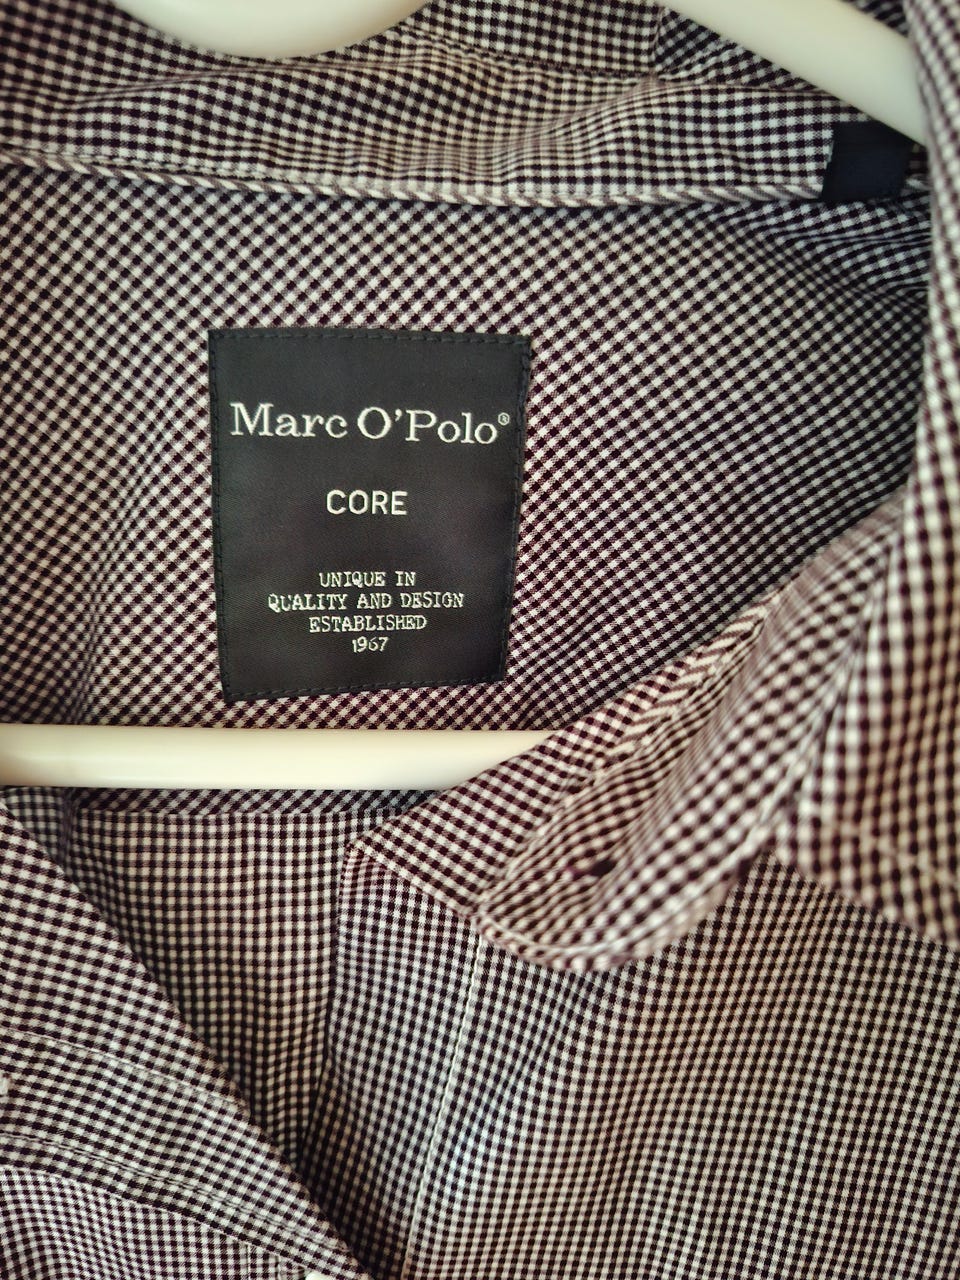 Marc O'Polo®
CORE
UNIQUE IN
QUALITY AND DESIGN
ESTABLISHED
1967